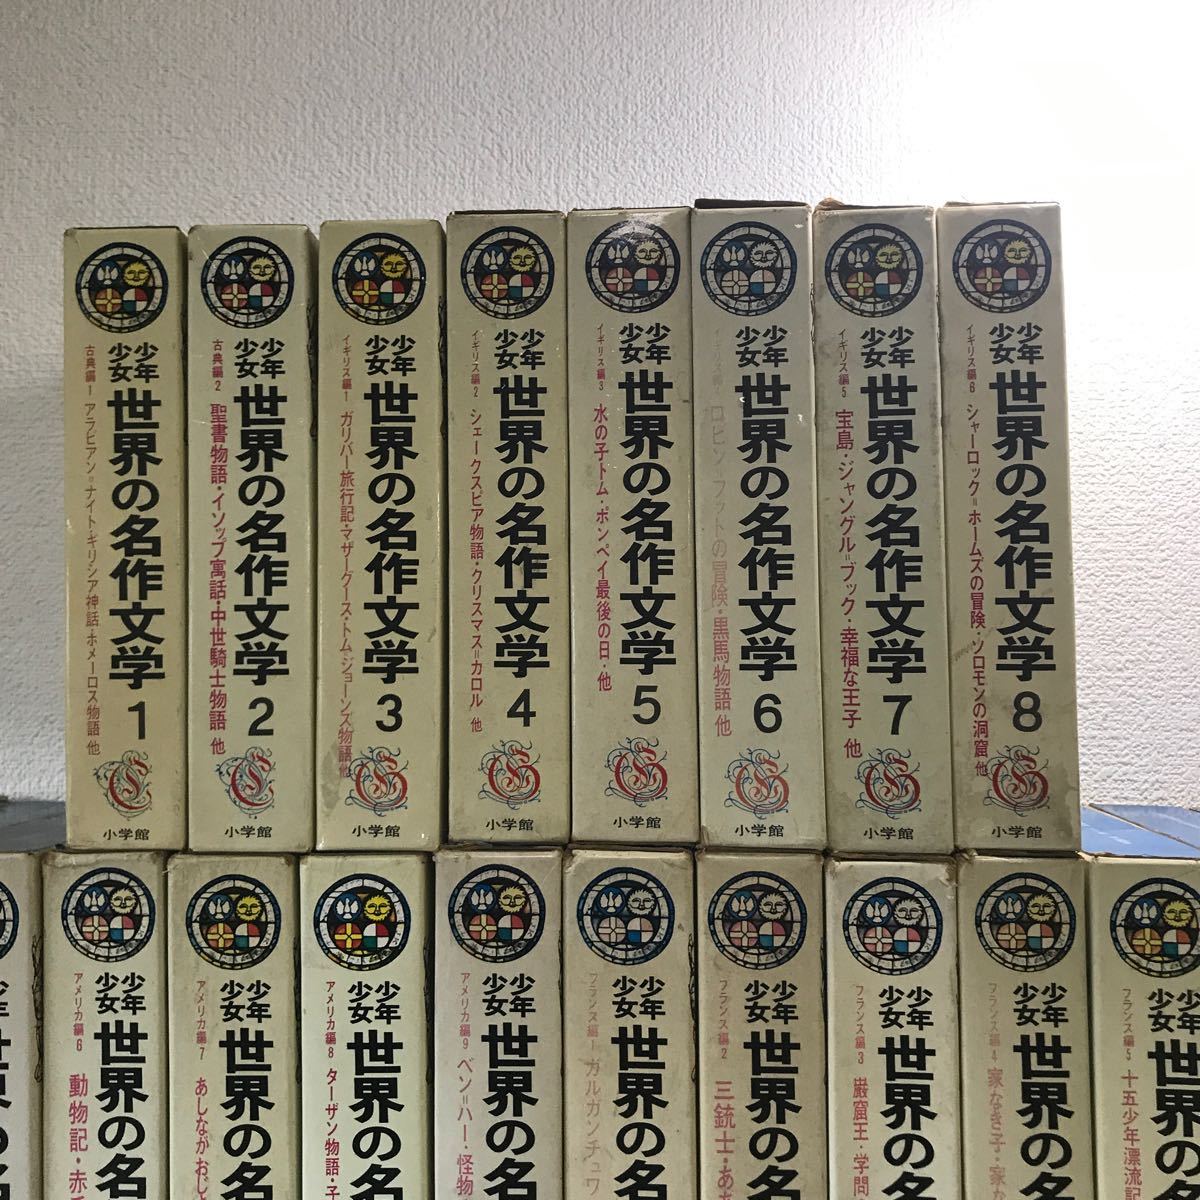 少年少女
世界の名作文学
1
古典編1
アラビアン=ナイト・ギリシア神話・ホメーロス物語 他
小学館
少年少女
世界の名作文学
2
古典編2
聖書物語・イソップ寓話・中世騎士物語 他
小学館
少年少女
世界の名作文学
3
イギリス編1
ガリバー旅行記・マザーグース・トム=ジョーンズ物語 他
小学館
少年少女
世界の名作文学
4
イギリス編2
シェークスピア物語・クリスマス=カロル 他
小学館
少年少女
世界の名作文学
5
イギリス編3
水の子トム・ポンペイ最後の日・他
小学館
少年少女
世界の名作文学
6
イギリス編
ロビン=フッドの冒険・黒馬物語 他
小学館
少年少女
世界の名作文学
7
イギリス編5
宝島・ジャングル=ブック・幸福な王子 他
小学館
少年少女
世界の名作文学
8
イギリス編6
シャーロック=ホームズの冒険・ソロモンの洞窟 他
小学館
少年少女
世界の名
アメリカ編6
動物記・赤
少年少女
世界の名
アメリカ編7
あしながおじ
少年少女
世界の名
アメリカ編8
ターザン物語・子
少年少女
世界の名
アメリカ編9
ベン=ハー・怪物
少年少女
世界の名
フランス編1
ガルガンチュワ
少年少女
世界の名
フランス編2
三銃士・あ
少年少女
世界の名
フランス編3
巌窟王・学問
少年少女
世界の名
フランス編4
家なき子・家な
少年少女
世界の名
フランス編5
十五少年漂流記